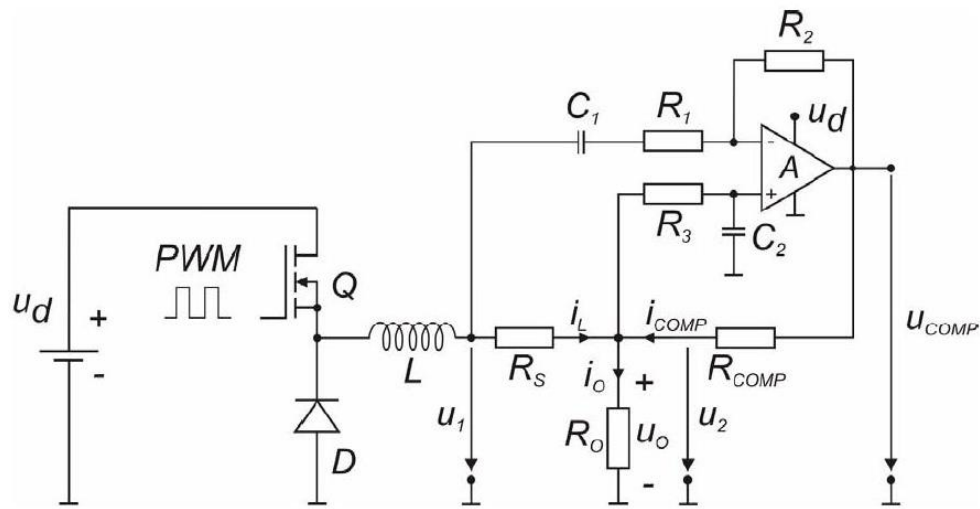 R2
C1
R1
ud
A
-
+
R3
C2
PWM
Q
ud
+
-
L
RS
iL
iCOMP
RCOMP
uCOMP
iO
+
D
u1
RO
uO
u2
-